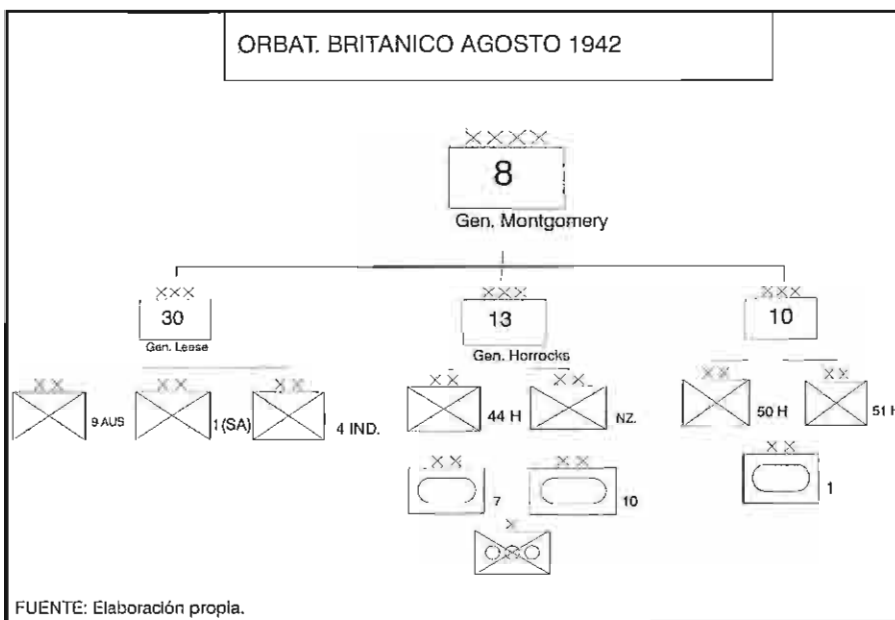 ORBAT. BRITANICO AGOSTO 1942
XXXX
8
Gen. Montgomery
XXX XXX XXX
30 13 10
Gen. Lease Gen. Horrocks
XX XX XX XX XX XX XX
9 AUS 1 (SA) 4 IND. 44 H NZ. 50 H 51 H
XX XX XX
7 10 1
X
FUENTE: Elaboración propia.